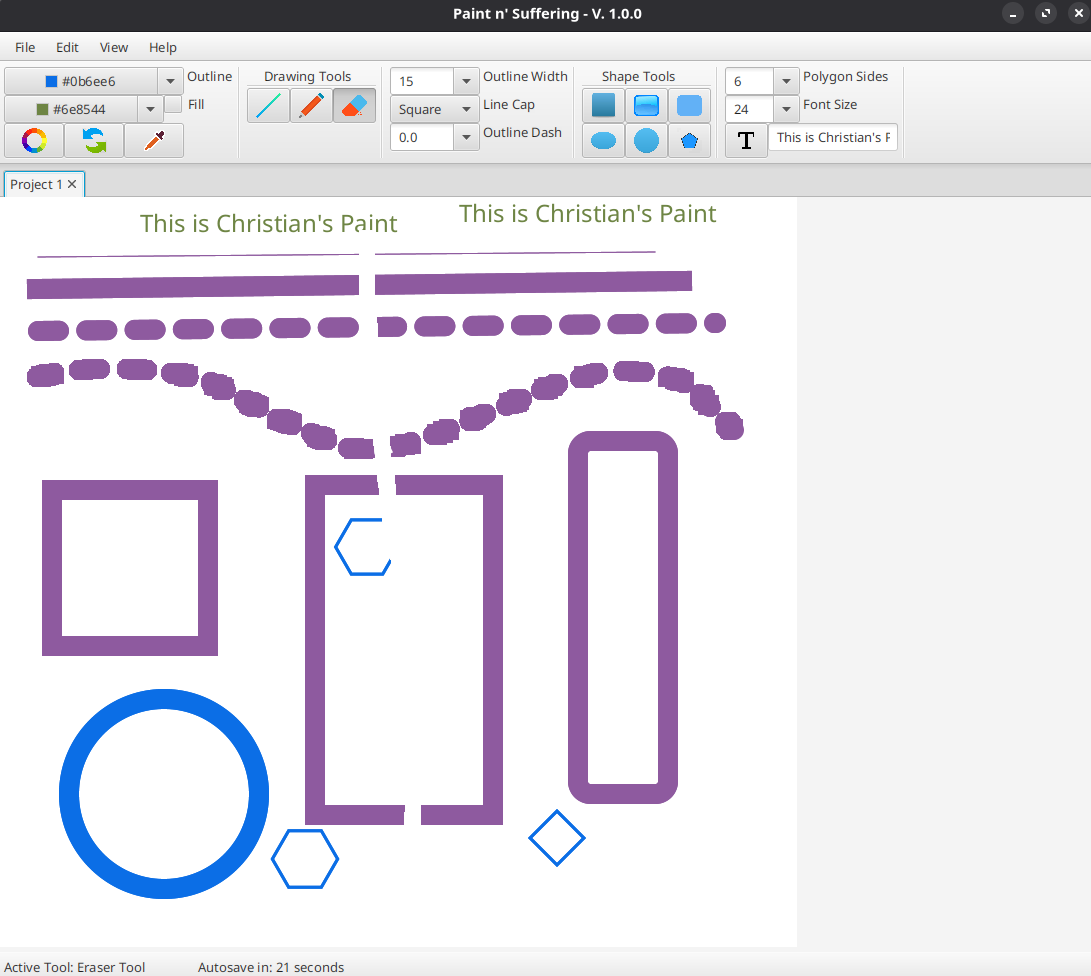 Paint n' Suffering - V. 1.0.0
File Edit View Help
#0b6ee6 Outline Drawing Tools 15 Outline Width Shape Tools 6 Polygon Sides
#6e8544 Fill Square Line Cap 24 Font Size
0.0 Outline Dash T This is Christian's P
Project 1
This is Christian's Paint This is Christian's Paint
Active Tool: Eraser Tool Autosave in: 21 seconds